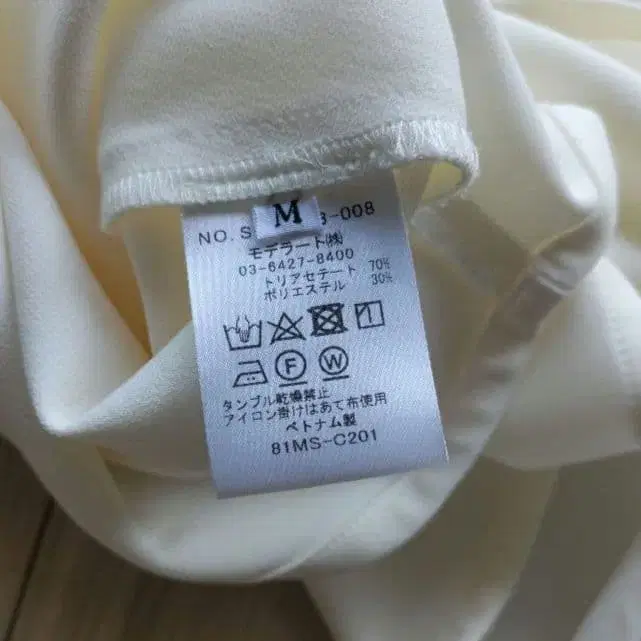 M
NO. S 3-008
モデラート(株)
03-6427-8400
トリアセテート 70%
ポリエステル 30%
F W
タンブル乾燥禁止
アイロン掛けはあて布使用
ベトナム製
81MS-C201